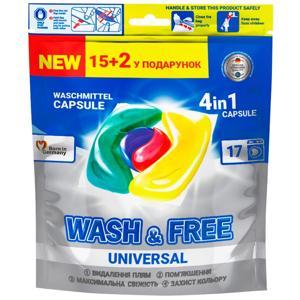 HANDLE & STORE THIS PRODUCT SAFELY
NEW 15+2 У ПОДАРУНОК
WASCHMITTEL
CAPSULE
4in1
CAPSULE
Born in
Germany
17
WASH & FREE
UNIVERSAL
① ВИДАЛЕННЯ ПЛЯМ ② ПОМ'ЯКШЕННЯ
③ МАКСИМАЛЬНА СВІЖІСТЬ ④ ЗАХИСТ КОЛЬОРУ